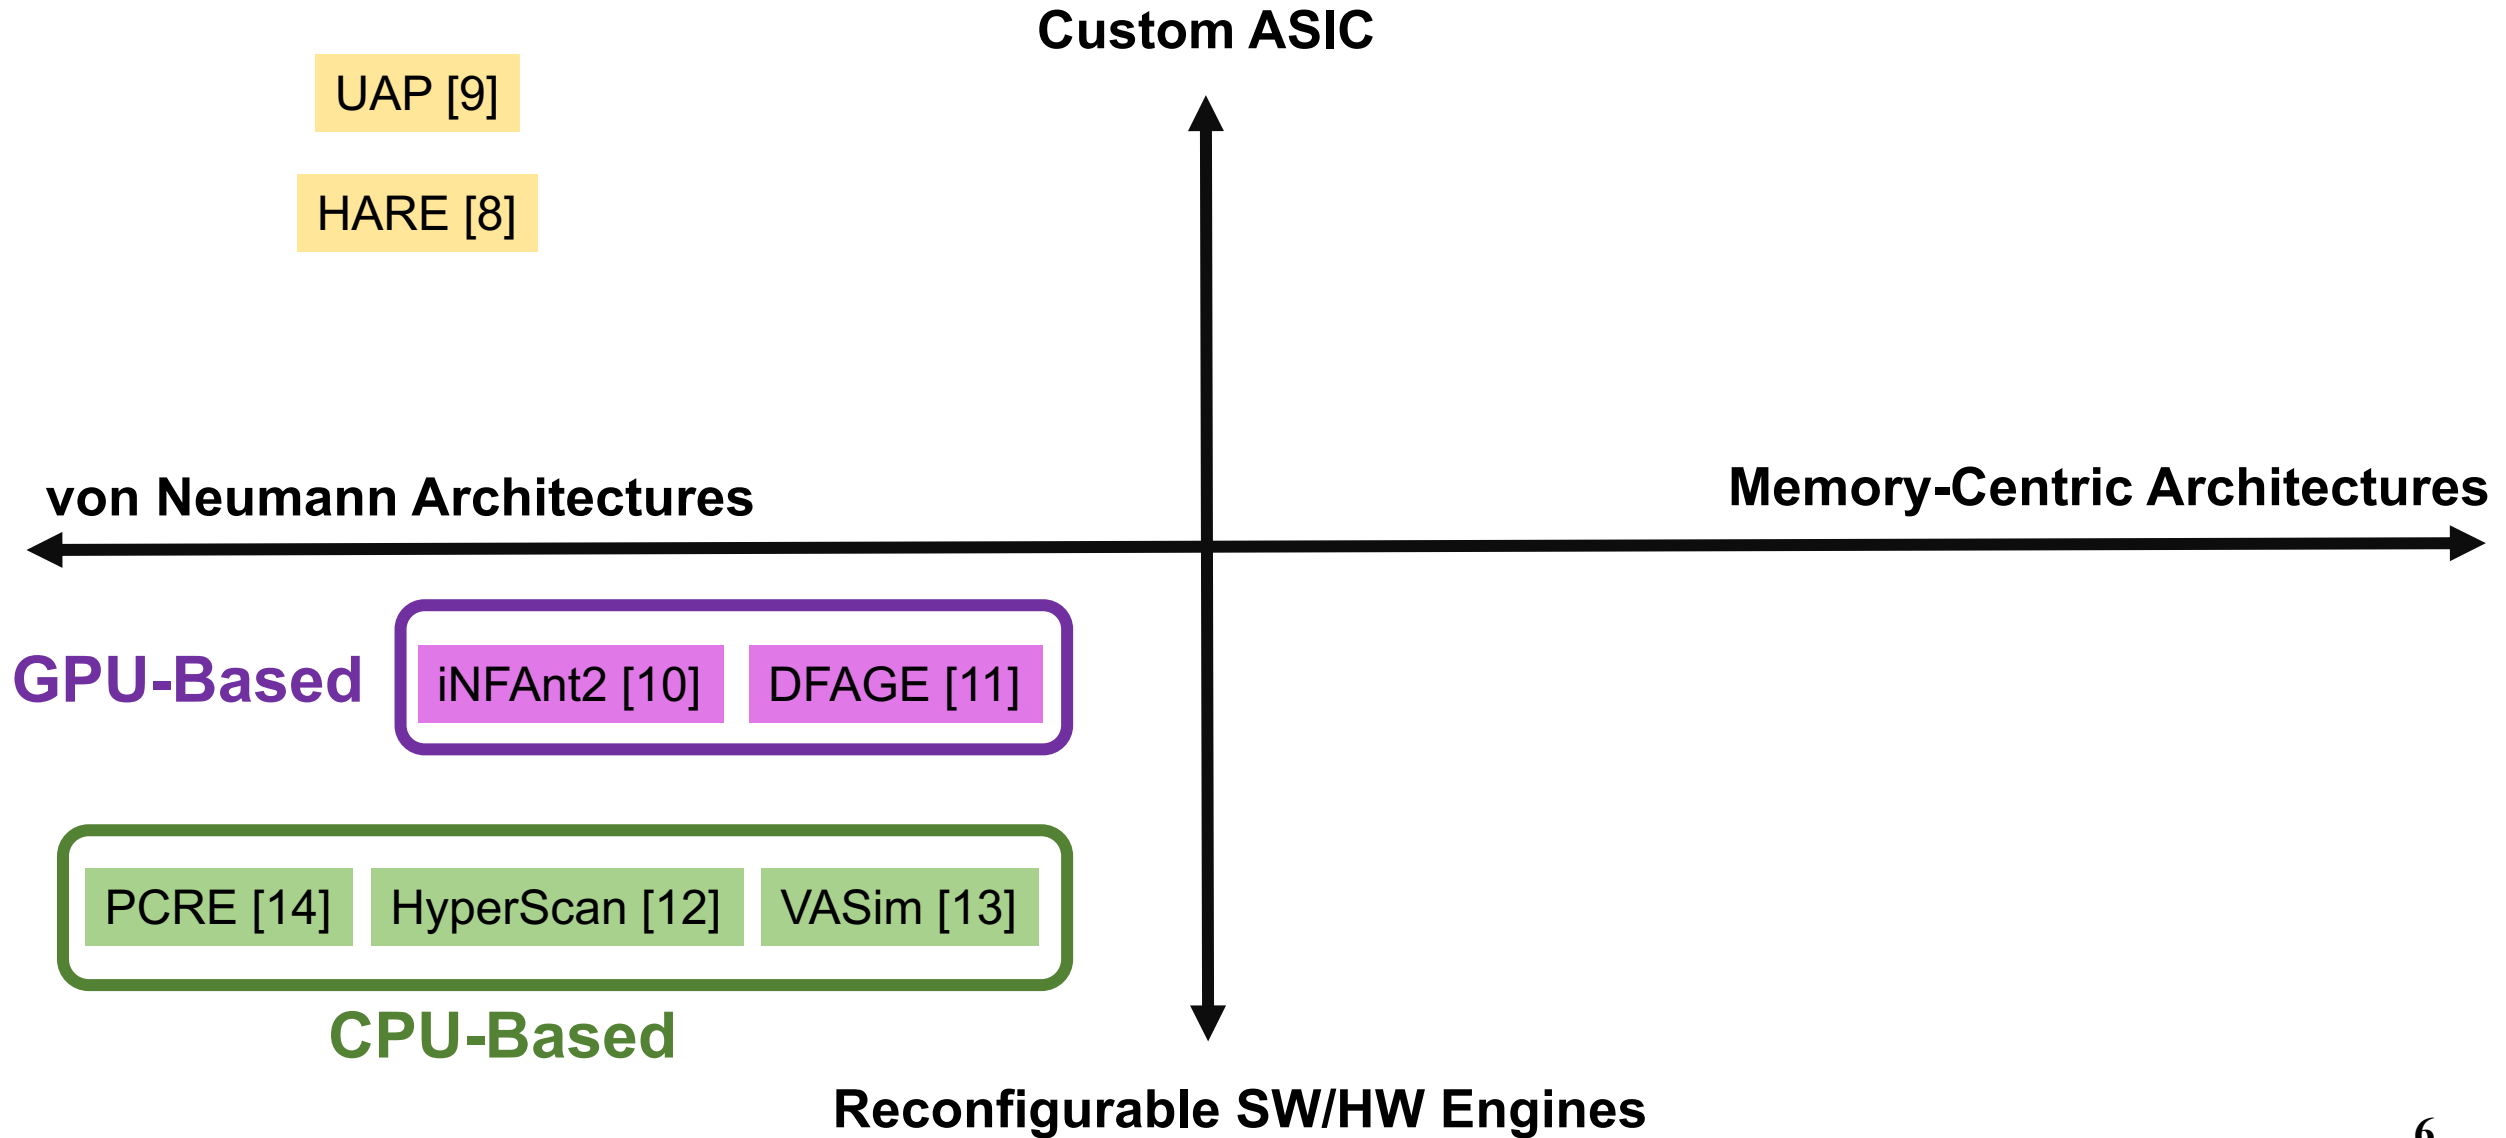 Custom ASIC
UAP [9]
HARE [8]
von Neumann Architectures
Memory-Centric Architectures
GPU-Based
iNFAnt2 [10]
DFAGE [11]
PCRE [14]
HyperScan [12]
VASim [13]
CPU-Based
Reconfigurable SW/HW Engines
6